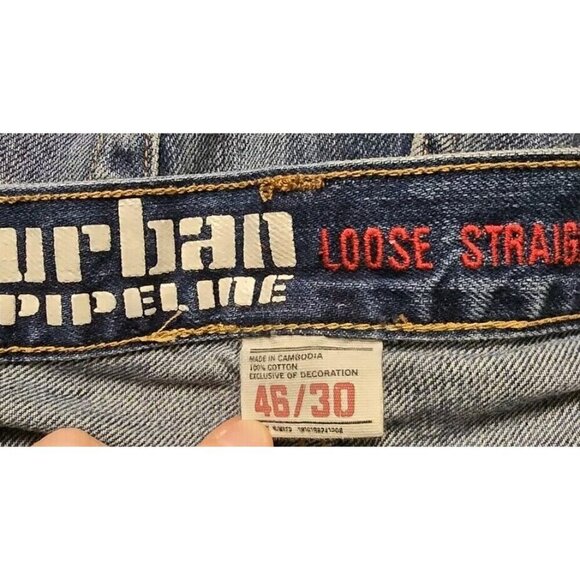 urban
PIPELINE
LOOSE STRAIG
MADE IN CAMBODIA
100% COTTON
EXCLUSIVE OF DECORATION
46/30